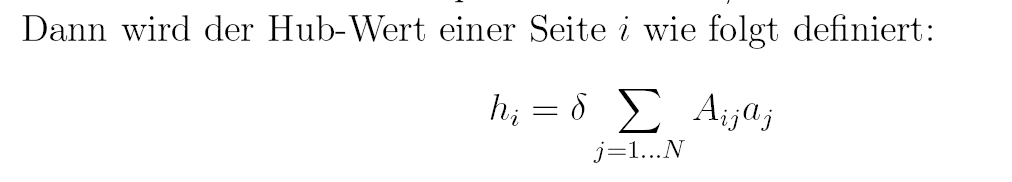 Dann wird der Hub-Wert einer Seite i wie folgt definiert:
h_i = δ ∑_{j=1...N} A_{ij} a_j